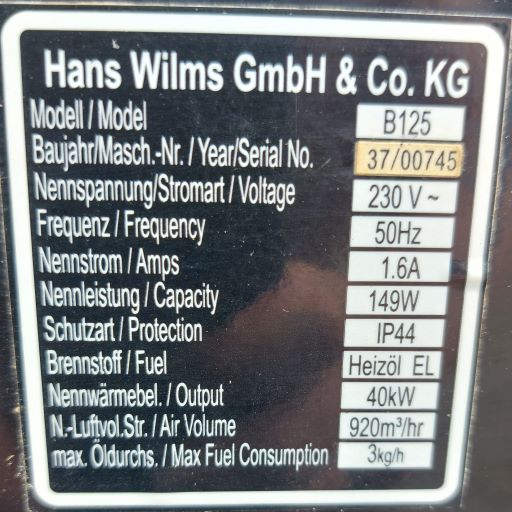 Hans Wilms GmbH & Co. KG
Modell / Model B125
Baujahr/Masch.-Nr. / Year/Serial No. 37/00745
Nennspannung/Stromart / Voltage 230 V ~
Frequenz / Frequency 50Hz
Nennstrom / Amps 1.6A
Nennleistung / Capacity 149W
Schutzart / Protection IP44
Brennstoff / Fuel Heizöl EL
Nennwärmebel. / Output 40kW
N.-Luftvol.Str. / Air Volume 920m³/hr
max. Öldurchs. / Max Fuel Consumption 3kg/h